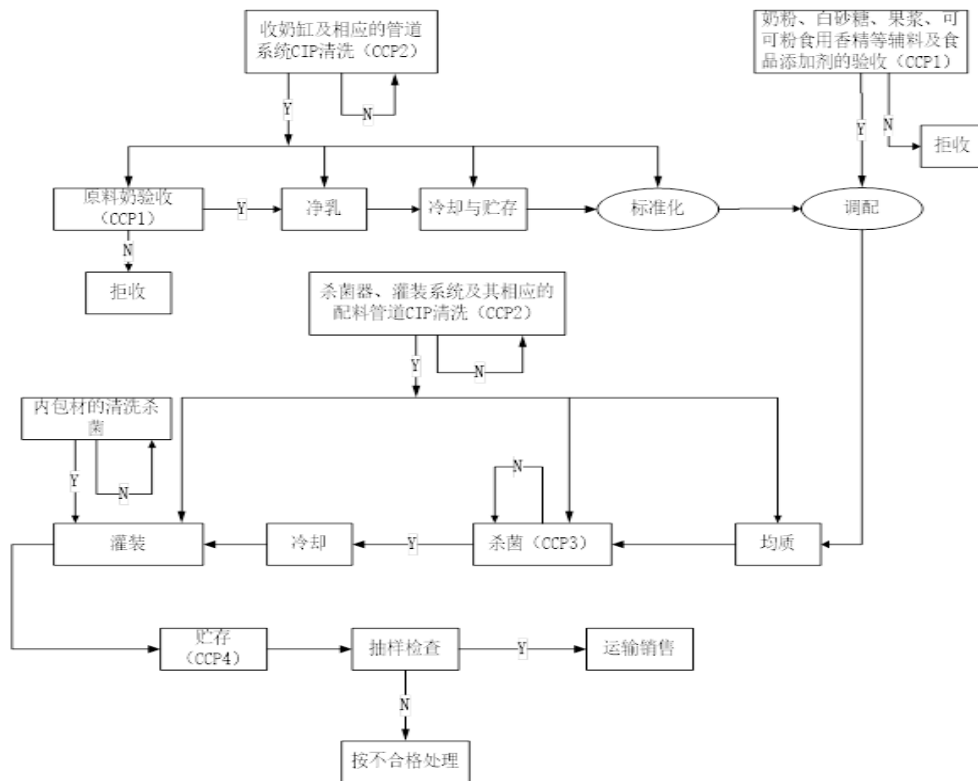 收奶缸及相应的管道
系统CIP清洗（CCP2）
奶粉、白砂糖、果浆、可
可粉食用香精等辅料及食
品添加剂的验收（CCP1）
Y
N
Y
N
拒收
原料奶验收
（CCP1）
Y
净乳
冷却与贮存
标准化
调配
N
拒收
杀菌器、灌装系统及其相应的
配料管道CIP清洗（CCP2）
Y
N
内包材的清洗杀
菌
Y
N
N
灌装
冷却
Y
杀菌（CCP3）
均质
贮存
（CCP4）
抽样检查
Y
运输销售
N
按不合格处理